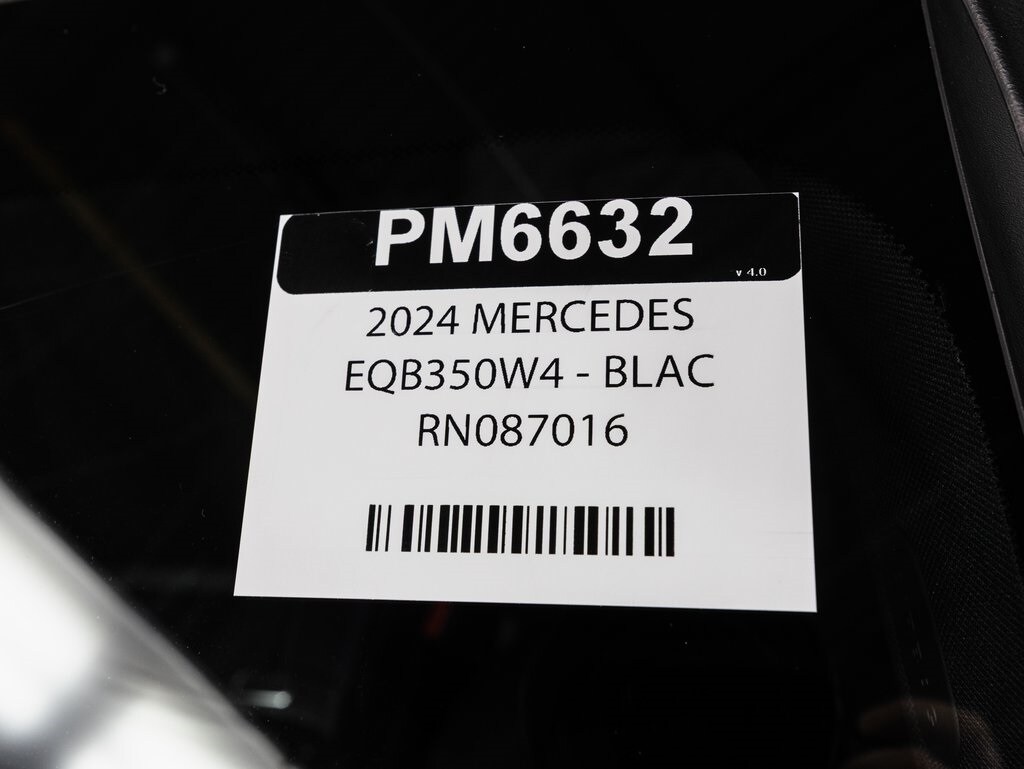 PM6632
v 4.0
2024 MERCEDES
EQB350W4 - BLAC
RN087016